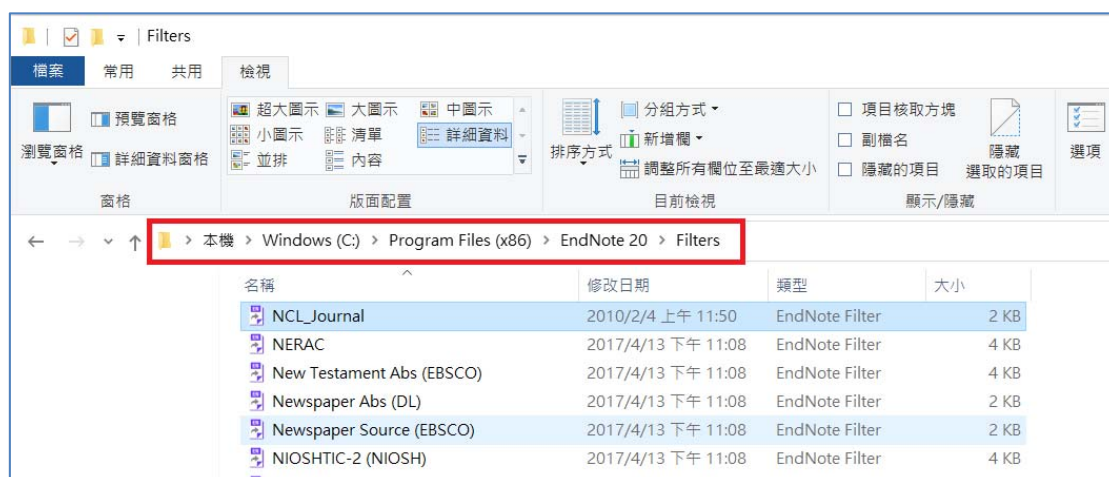 Filters
檔案 常用 共用 檢視
預覽窗格
瀏覽窗格
詳細資料窗格
窗格
超大圖示 大圖示 中圖示
小圖示 清單 詳細資料
並排 內容
版面配置
排序方式
分組方式
新增欄
調整所有欄位至最適大小
目前檢視
項目核取方塊
副檔名
隱藏的項目
隱藏
選取的項目
顯示/隱藏
選項
本機 > Windows (C:) > Program Files (x86) > EndNote 20 > Filters
名稱 修改日期 類型 大小
NCL_Journal 2010/2/4 上午 11:50 EndNote Filter 2 KB
NERAC 2017/4/13 下午 11:08 EndNote Filter 4 KB
New Testament Abs (EBSCO) 2017/4/13 下午 11:08 EndNote Filter 4 KB
Newspaper Abs (DL) 2017/4/13 下午 11:08 EndNote Filter 2 KB
Newspaper Source (EBSCO) 2017/4/13 下午 11:08 EndNote Filter 2 KB
NIOSHTIC-2 (NIOSH) 2017/4/13 下午 11:08 EndNote Filter 4 KB